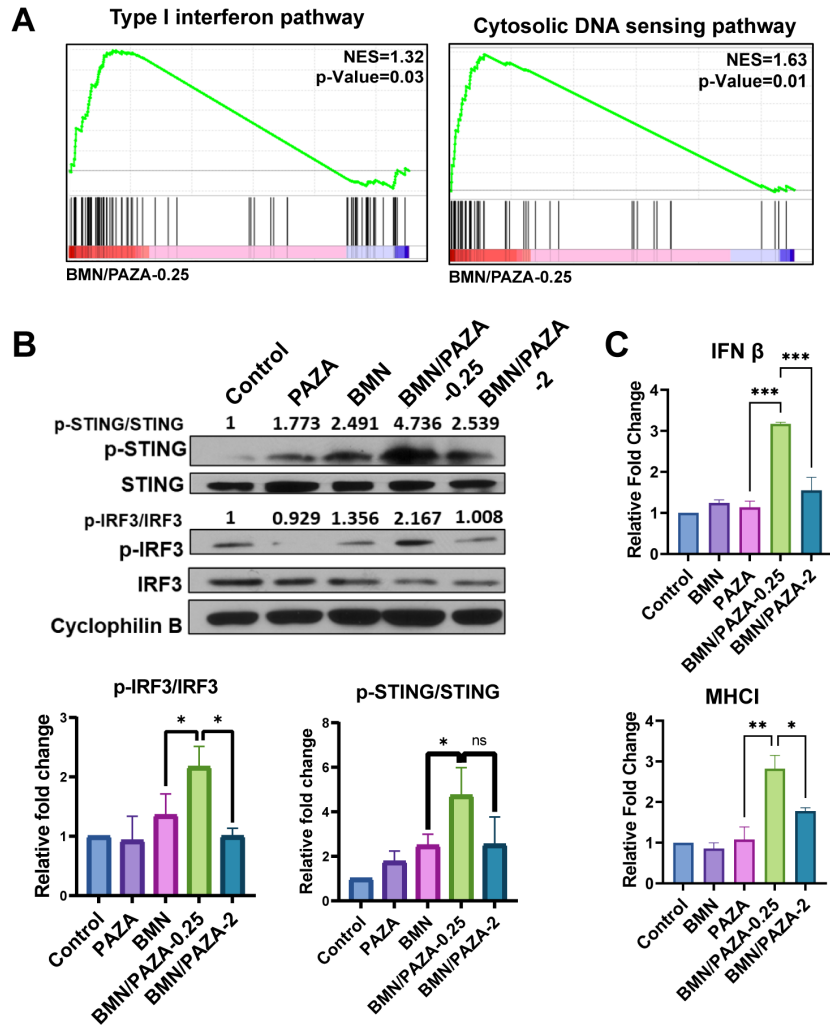 A
Type I interferon pathway
NES=1.32
p-Value=0.03
BMN/PAZA-0.25
Cytosolic DNA sensing pathway
NES=1.63
p-Value=0.01
BMN/PAZA-0.25
B
Control
PAZA
BMN
BMN/PAZA
-0.25
BMN/PAZA
-2
p-STING/STING 1 1.773 2.491 4.736 2.539
p-STING
STING
p-IRF3/IRF3 1 0.929 1.356 2.167 1.008
p-IRF3
IRF3
Cyclophilin B
p-IRF3/IRF3
Relative fold change
3
2
1
0
* *
Control
PAZA
BMN
BMN/PAZA-0.25
BMN/PAZA-2
p-STING/STING
Relative fold change
8
6
4
2
0
* ns
Control
PAZA
BMN
BMN/PAZA-0.25
BMN/PAZA-2
C
IFN β
Relative Fold Change
4
3
2
1
0
*** ***
Control
BMN
PAZA
BMN/PAZA-0.25
BMN/PAZA-2
MHCI
Relative Fold Change
4
3
2
1
0
** *
Control
BMN
PAZA
BMN/PAZA-0.25
BMN/PAZA-2